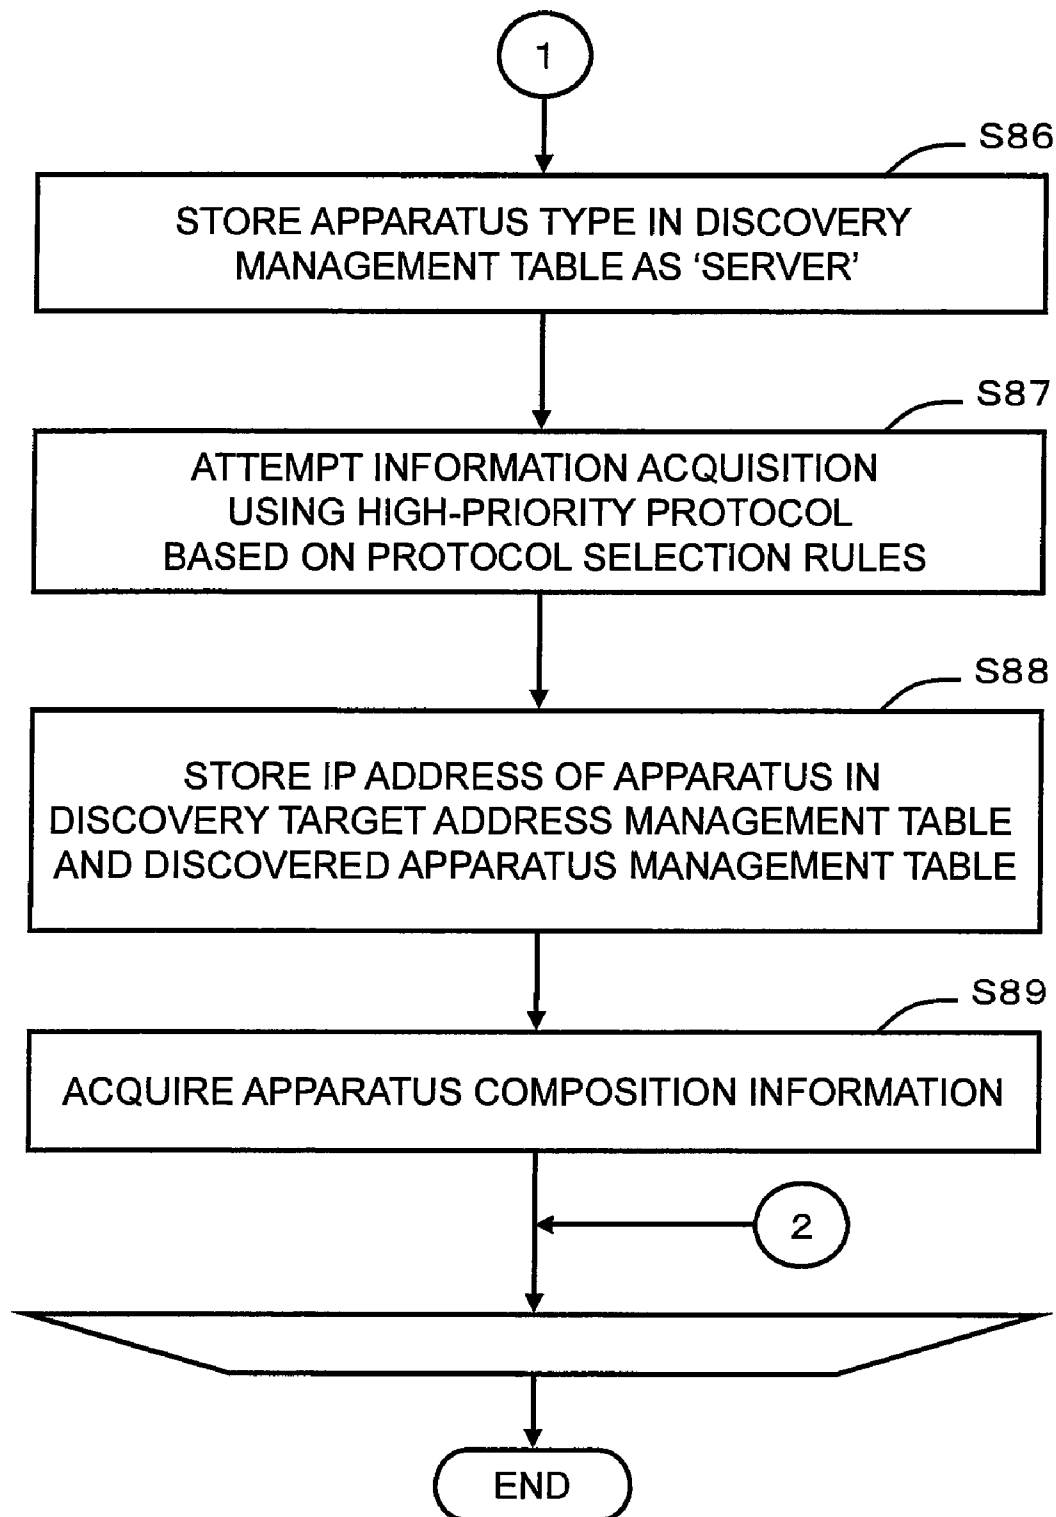 1
S86
STORE APPARATUS TYPE IN DISCOVERY
MANAGEMENT TABLE AS ‘SERVER’
S87
ATTEMPT INFORMATION ACQUISITION
USING HIGH-PRIORITY PROTOCOL
BASED ON PROTOCOL SELECTION RULES
S88
STORE IP ADDRESS OF APPARATUS IN
DISCOVERY TARGET ADDRESS MANAGEMENT TABLE
AND DISCOVERED APPARATUS MANAGEMENT TABLE
S89
ACQUIRE APPARATUS COMPOSITION INFORMATION
2
END